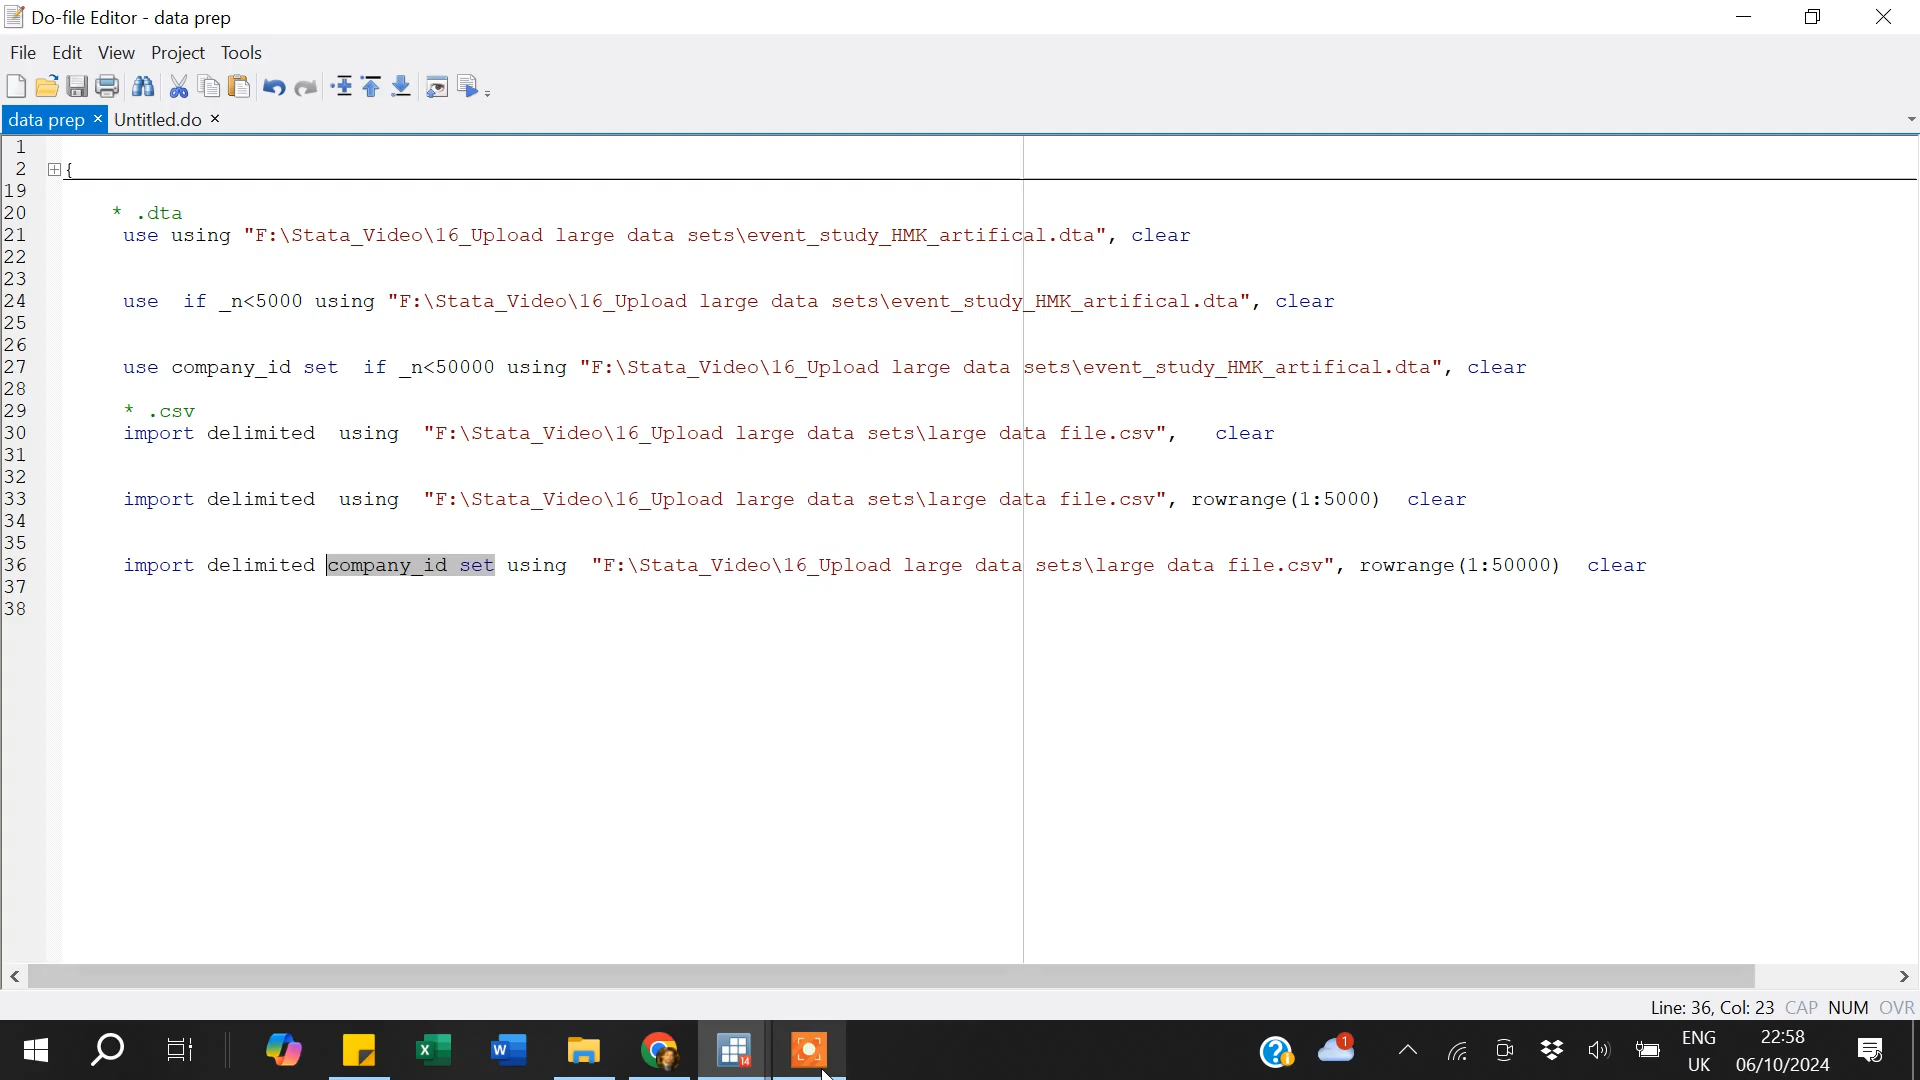 Do-file Editor - data prep
File Edit View Project Tools
data prep × Untitled.do ×
1
2 {
19
20 * .dta
21 use using "F:\Stata_Video\16_Upload large data sets\event_study_HMK_artifical.dta", clear
22
23
24 use  if _n<5000 using "F:\Stata_Video\16_Upload large data sets\event_study_HMK_artifical.dta", clear
25
26
27 use company_id set  if _n<50000 using "F:\Stata_Video\16_Upload large data sets\event_study_HMK_artifical.dta", clear
28
29 * .csv
30 import delimited  using  "F:\Stata_Video\16_Upload large data sets\large data file.csv",   clear
31
32
33 import delimited  using  "F:\Stata_Video\16_Upload large data sets\large data file.csv", rowrange(1:5000)  clear
34
35
36 import delimited company_id set using  "F:\Stata_Video\16_Upload large data sets\large data file.csv", rowrange(1:50000)  clear
37
38
Line: 36, Col: 23 CAP NUM OVR
14
1
ENG
UK
22:58
06/10/2024